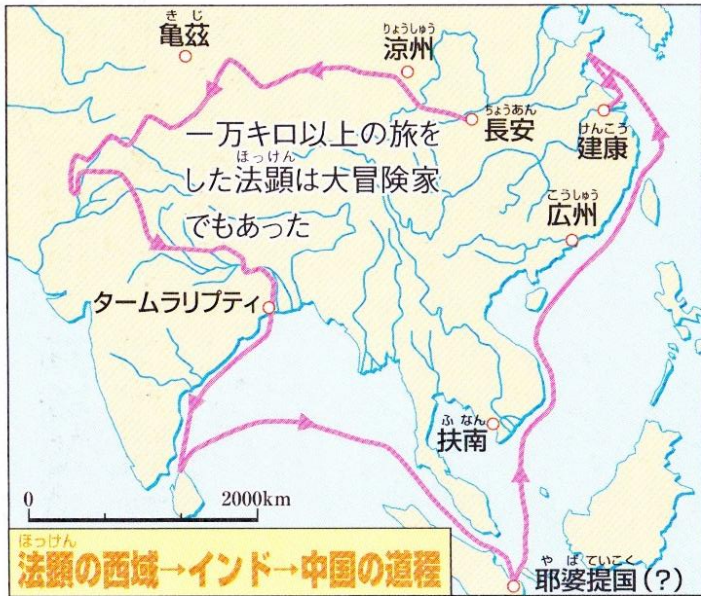 きじ
亀茲
りょうしゅう
涼州
ちょうあん
長安
けんこう
建康
一万キロ以上の旅を
ほっけん
した法顕は大冒険家
でもあった
こうしゅう
広州
タームラリプティ
ふなん
扶南
0 2000km
やばていこく
耶婆提国(?)
ほっけん
法顕の西域→インド→中国の道程